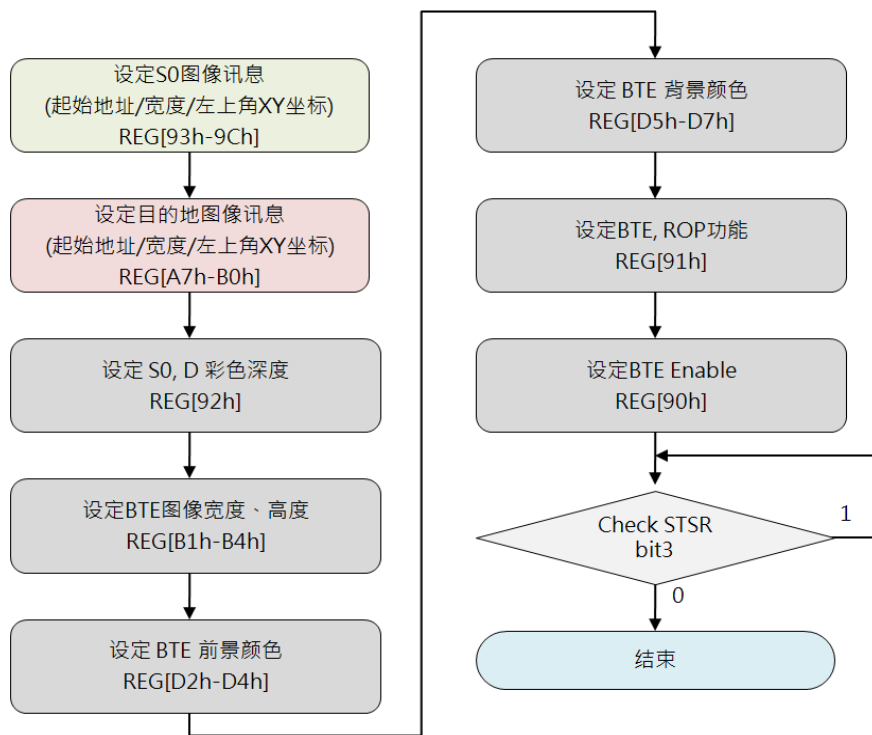 设定S0图像讯息
(起始地址/宽度/左上角XY坐标)
REG[93h-9Ch]
设定目的地图像讯息
(起始地址/宽度/左上角XY坐标)
REG[A7h-B0h]
设定 S0, D 彩色深度
REG[92h]
设定BTE图像宽度、高度
REG[B1h-B4h]
设定 BTE 前景颜色
REG[D2h-D4h]
设定 BTE 背景颜色
REG[D5h-D7h]
设定BTE, ROP功能
REG[91h]
设定BTE Enable
REG[90h]
Check STSR
bit3
1
0
结束